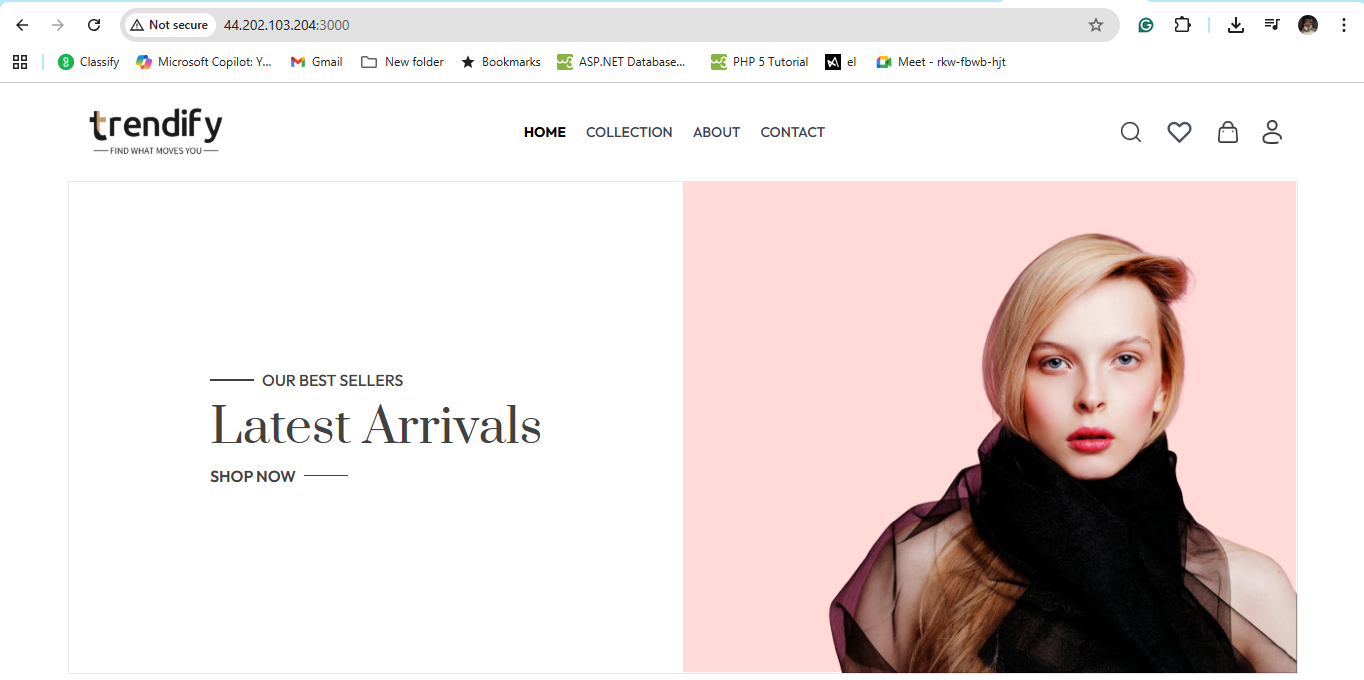 Not secure
44.202.103.204:3000
Classify
Microsoft Copilot: Y...
Gmail
New folder
Bookmarks
ASP.NET Database...
PHP 5 Tutorial
el
Meet - rkw-fbwb-hjt
trendify
FIND WHAT MOVES YOU
HOME
COLLECTION
ABOUT
CONTACT
OUR BEST SELLERS
Latest Arrivals
SHOP NOW